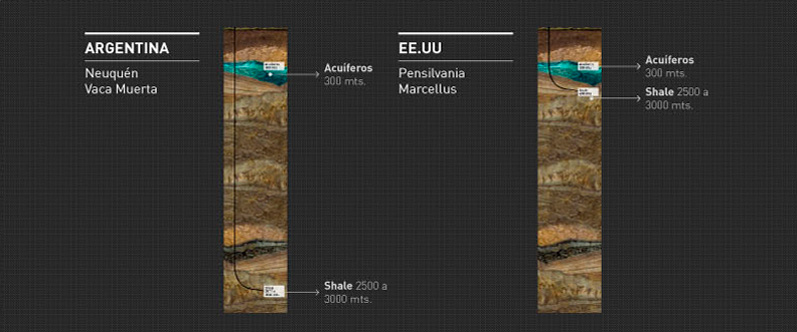 ARGENTINA
Neuquén
Vaca Muerta
Acuíferos
300 mts.
Shale 2500 a
3000 mts.
EE.UU
Pensilvania
Marcellus
Acuíferos
300 mts.
Shale 2500 a
3000 mts.